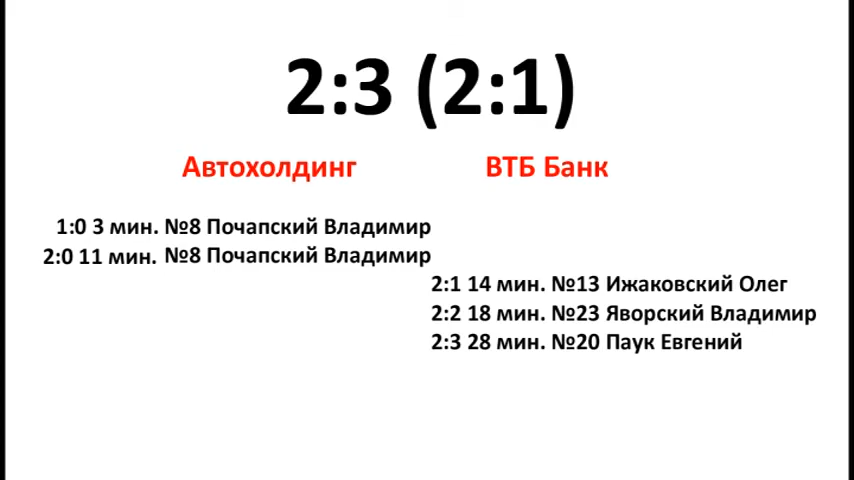 2:3 (2:1)
Автохолдинг ВТБ Банк
1:0 3 мин. №8 Почапский Владимир
2:0 11 мин. №8 Почапский Владимир
2:1 14 мин. №13 Ижаковский Олег
2:2 18 мин. №23 Яворский Владимир
2:3 28 мин. №20 Паук Евгений